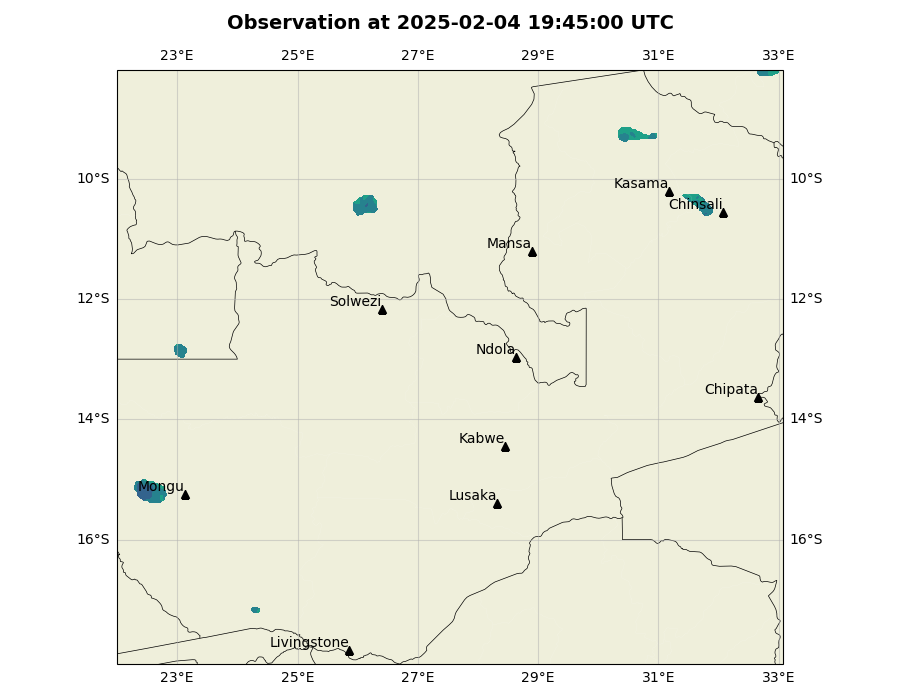 Observation at 2025-02-04 19:45:00 UTC
23°E 25°E 27°E 29°E 31°E 33°E
10°S 10°S
Kasama
Chinsali
Mansa
12°S 12°S
Solwezi
Ndola
Chipata
14°S 14°S
Kabwe
Mongu
Lusaka
16°S 16°S
Livingstone
23°E 25°E 27°E 29°E 31°E 33°E